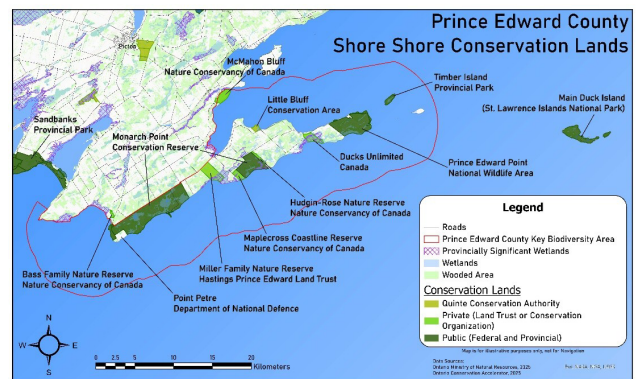 Prince Edward County
Shore Shore Conservation Lands
Picton
McMahon Bluff
Nature Conservancy of Canada
Timber Island
Provincial Park
Little Bluff
Conservation Area
Main Duck Island
(St. Lawrence Islands National Park)
Sandbanks
Provincial Park
Monarch Point
Conservation Reserve
Ducks Unlimited
Canada
Prince Edward Point
National Wildlife Area
Hudgin-Rose Nature Reserve
Nature Conservancy of Canada
Maplecross Coastline Reserve
Nature Conservancy of Canada
Miller Family Nature Reserve
Hastings Prince Edward Land Trust
Bass Family Nature Reserve
Nature Conservancy of Canada
Point Petre
Department of National Defence
Legend
Roads
Prince Edward County Key Biodiversity Area
Provincially Significant Wetlands
Wetlands
Wooded Area
Conservation Lands
Quinte Conservation Authority
Private (Land Trust or Conservation
Organization)
Public (Federal and Provincial)
N
W E
S
0 2.5 5 10 15 20
Kilometers
Map is for illustrative purposes only, not for Navigation
Data Sources:
Ontario Ministry of Natural Resources, 2025
Ontario Conservation Accelerator, 2025